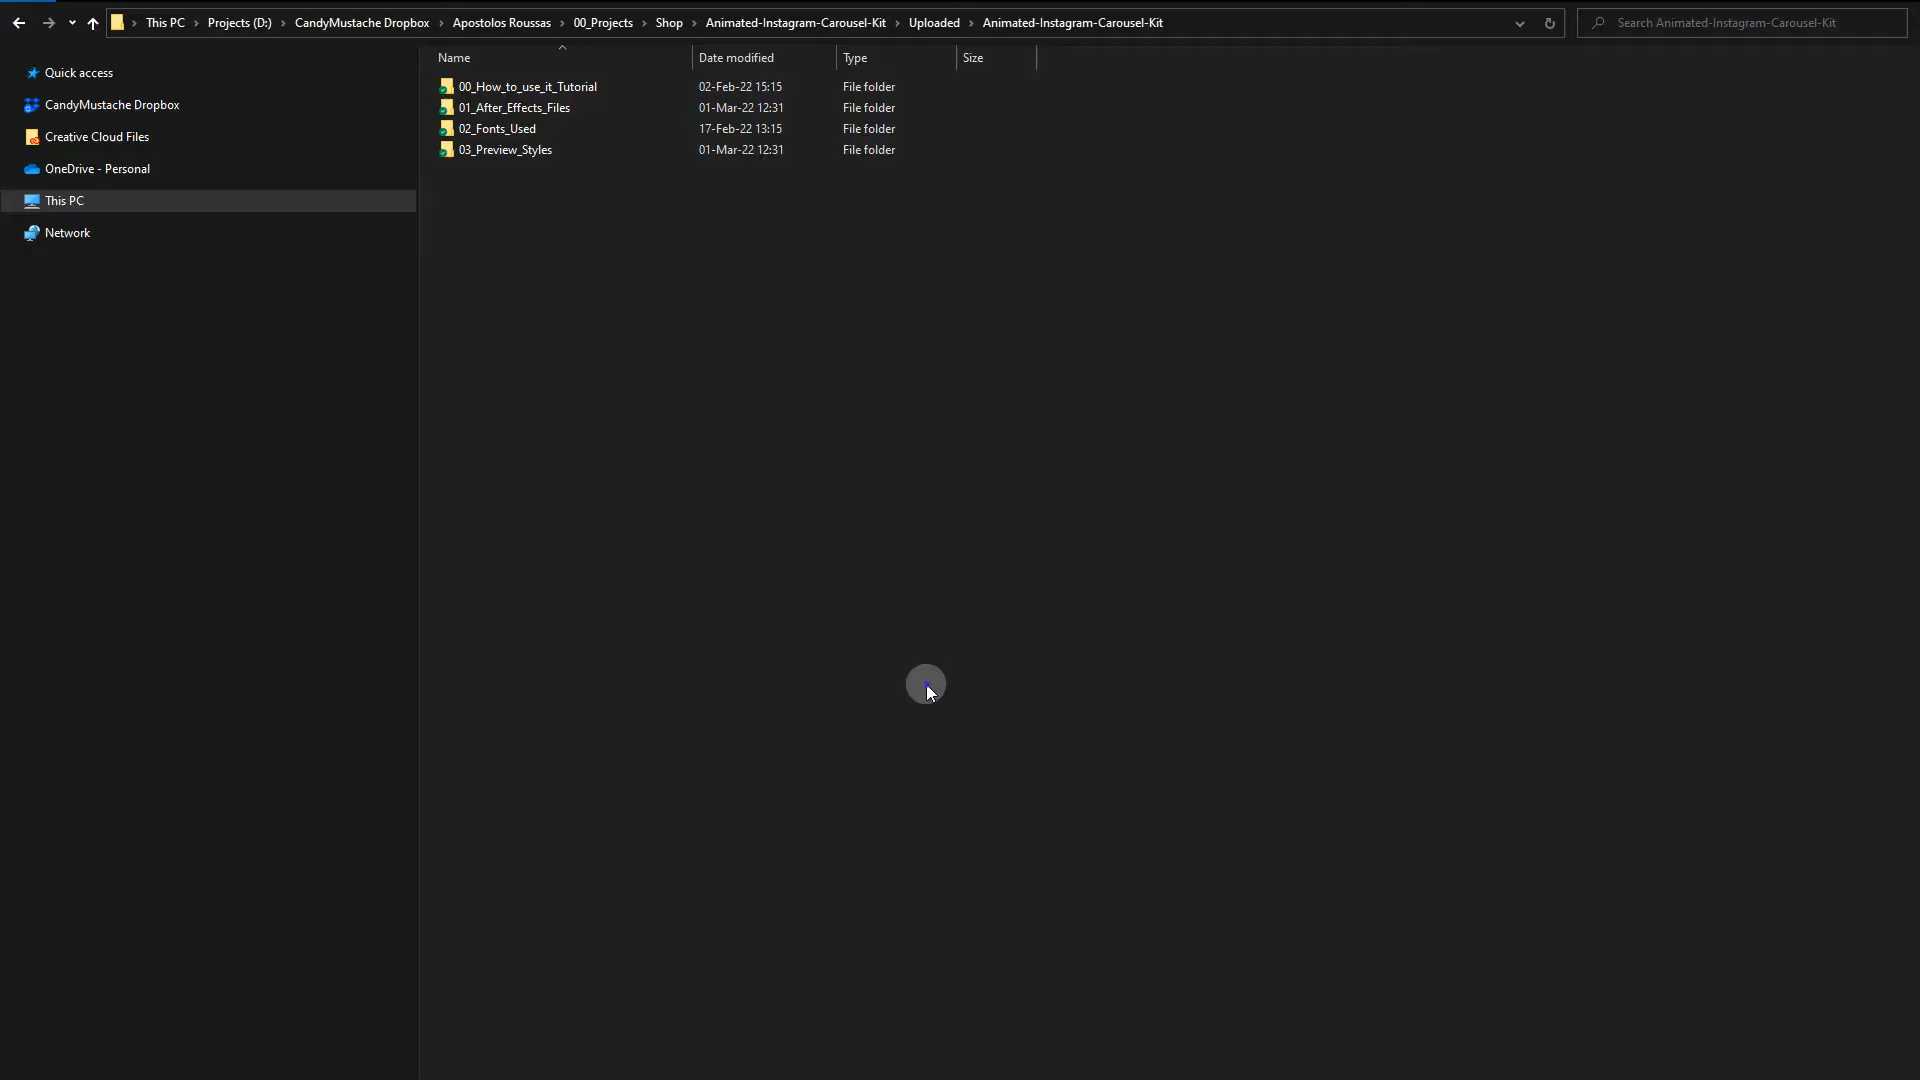 This PC > Projects (D:) > CandyMustache Dropbox > Apostolos Roussas > 00_Projects > Shop > Animated-Instagram-Carousel-Kit > Uploaded > Animated-Instagram-Carousel-Kit
Search Animated-Instagram-Carousel-Kit
Quick access
CandyMustache Dropbox
Creative Cloud Files
OneDrive - Personal
This PC
Network
Name Date modified Type Size
00_How_to_use_it_Tutorial 02-Feb-22 15:15 File folder
01_After_Effects_Files 01-Mar-22 12:31 File folder
02_Fonts_Used 17-Feb-22 13:15 File folder
03_Preview_Styles 01-Mar-22 12:31 File folder